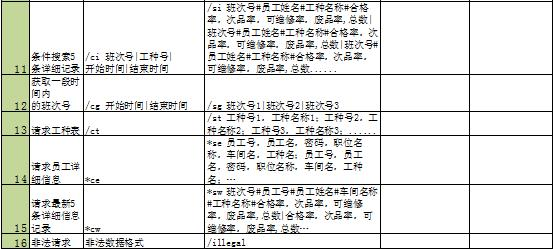 /si 班次号#员工姓名#工种名称#合格
率, 次品率, 可维修率, 废品率,总数|
班次号#员工姓名#工种名称#合格率,
次品率, 可维修率, 废品率,总数|班次号
#员工姓名#工种名称#合格率, 次品率,
可维修率, 废品率,总数......
11
条件搜索5
条详细记录
/ci 班次号|工种号|
开始时间|结束时间
12
获取一段时
间内
的班次号
/cg 开始时间|结束时间
/sg 班次号1|班次号2|班次号3
13
请求工种表
/ct
/st 工种号1, 工种名称1; 工种号2, 工
种名称2; 工种号3, 工种名称3; ......
14
请求员工详
细信息
*ce
*se 员工号, 员工名, 密码, 职位名
称, 车间名, 工种名; 员工号, 员工
名, 密码, 职位名称, 车间名, 工种
名; …
15
请求最新5
条详细信息
记录
*cw
*sw 班次号#员工号#员工姓名#车间名称
#工种名称#合格率, 次品率, 可维修
率, 废品率,总数|合格率, 次品率, 可
维修率, 废品率,总数…
16
非法请求
非法数据格式
/illegal